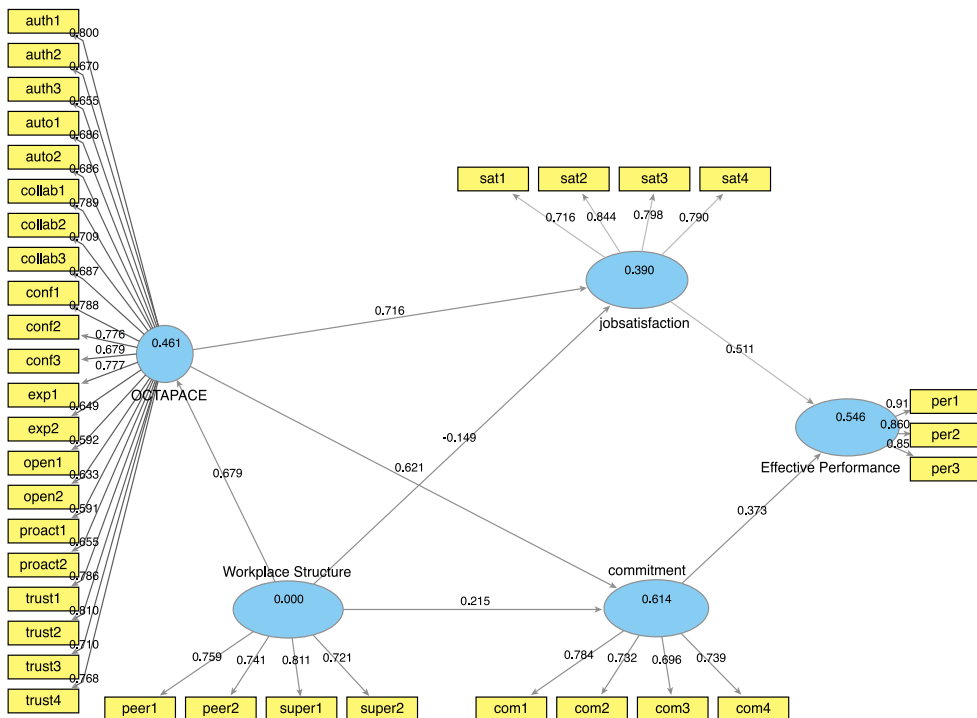 auth1
0.800
auth2
0.670
auth3
0.655
auto1
0.686
auto2
0.686
collab1
0.789
collab2
0.709
collab3
0.687
conf1
0.788
conf2
0.776
conf3
0.679
0.777
exp1
0.649
exp2
0.592
open1
0.633
open2
0.591
proact1
0.655
proact2
0.786
trust1
0.810
trust2
0.710
trust3
0.768
trust4
0.461
OCTAPACE
sat1 sat2 sat3 sat4
0.716 0.844 0.798 0.790
0.390
jobsatisfaction
0.716
0.511
-0.149
0.621
0.679
0.546
Effective Performance
0.91 per1
0.860 per2
0.85 per3
0.373
Workplace Structure
0.000
0.215
commitment
0.614
0.759 0.741 0.811 0.721
peer1 peer2 super1 super2
0.784 0.732 0.696 0.739
com1 com2 com3 com4